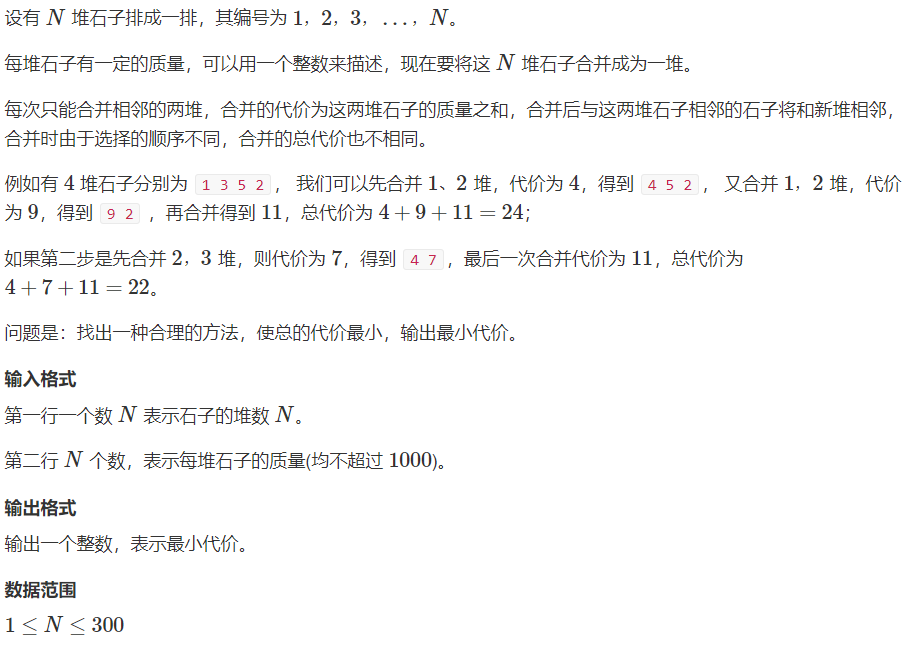 设有 N 堆石子排成一排，其编号为 1，2，3，…，N。
每堆石子有一定的质量，可以用一个整数来描述，现在要将这 N 堆石子合并成为一堆。
每次只能合并相邻的两堆，合并的代价为这两堆石子的质量之和，合并后与这两堆石子相邻的石子将和新堆相邻，
合并时由于选择的顺序不同，合并的总代价也不相同。
例如有 4 堆石子分别为 1 3 5 2 ， 我们可以先合并 1、2 堆，代价为 4，得到 4 5 2 ， 又合并 1，2 堆，代价
为 9，得到 9 2 ，再合并得到 11，总代价为 4 + 9 + 11 = 24；
如果第二步是先合并 2，3 堆，则代价为 7，得到 4 7 ，最后一次合并代价为 11，总代价为
4 + 7 + 11 = 22。
问题是：找出一种合理的方法，使总的代价最小，输出最小代价。
输入格式
第一行一个数 N 表示石子的堆数 N。
第二行 N 个数，表示每堆石子的质量(均不超过 1000)。
输出格式
输出一个整数，表示最小代价。
数据范围
1 ≤ N ≤ 300